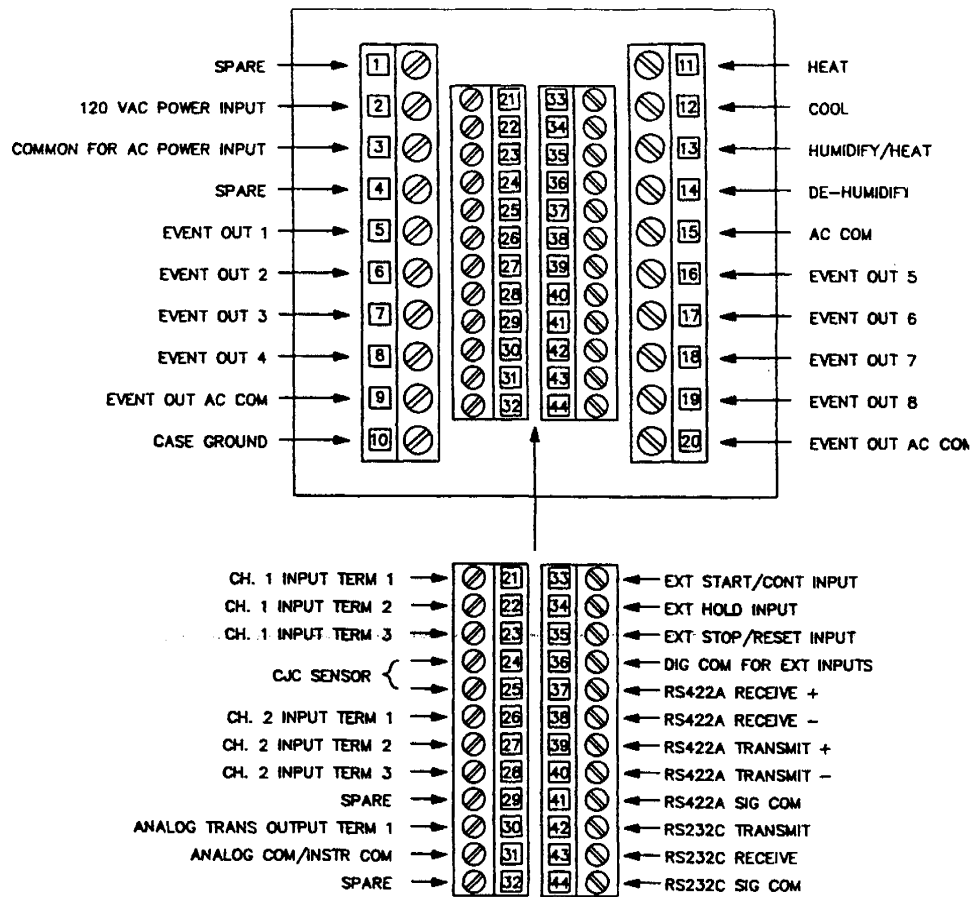 SPARE 1 11 HEAT
120 VAC POWER INPUT 2 21 33 12 COOL
22 34
COMMON FOR AC POWER INPUT 3 23 35 13 HUMIDIFY/HEAT
SPARE 4 24 36 14 DE-HUMIDIFY
25 37
EVENT OUT 1 5 26 38 15 AC COM
EVENT OUT 2 6 27 39 16 EVENT OUT 5
28 40
EVENT OUT 3 7 29 41 17 EVENT OUT 6
EVENT OUT 4 8 30 42 18 EVENT OUT 7
31 43
EVENT OUT AC COM 9 32 44 19 EVENT OUT 8
CASE GROUND 10 20 EVENT OUT AC COM
CH. 1 INPUT TERM 1 21 33 EXT START/CONT INPUT
CH. 1 INPUT TERM 2 22 34 EXT HOLD INPUT
CH. 1 INPUT TERM 3 23 35 EXT STOP/RESET INPUT
24 36 DIG COM FOR EXT INPUTS
CJC SENSOR
25 37 RS422A RECEIVE +
CH. 2 INPUT TERM 1 26 38 RS422A RECEIVE -
CH. 2 INPUT TERM 2 27 39 RS422A TRANSMIT +
CH. 2 INPUT TERM 3 28 40 RS422A TRANSMIT -
SPARE 29 41 RS422A SIG COM
ANALOG TRANS OUTPUT TERM 1 30 42 RS232C TRANSMIT
ANALOG COM/INSTR COM 31 43 RS232C RECEIVE
SPARE 32 44 RS232C SIG COM